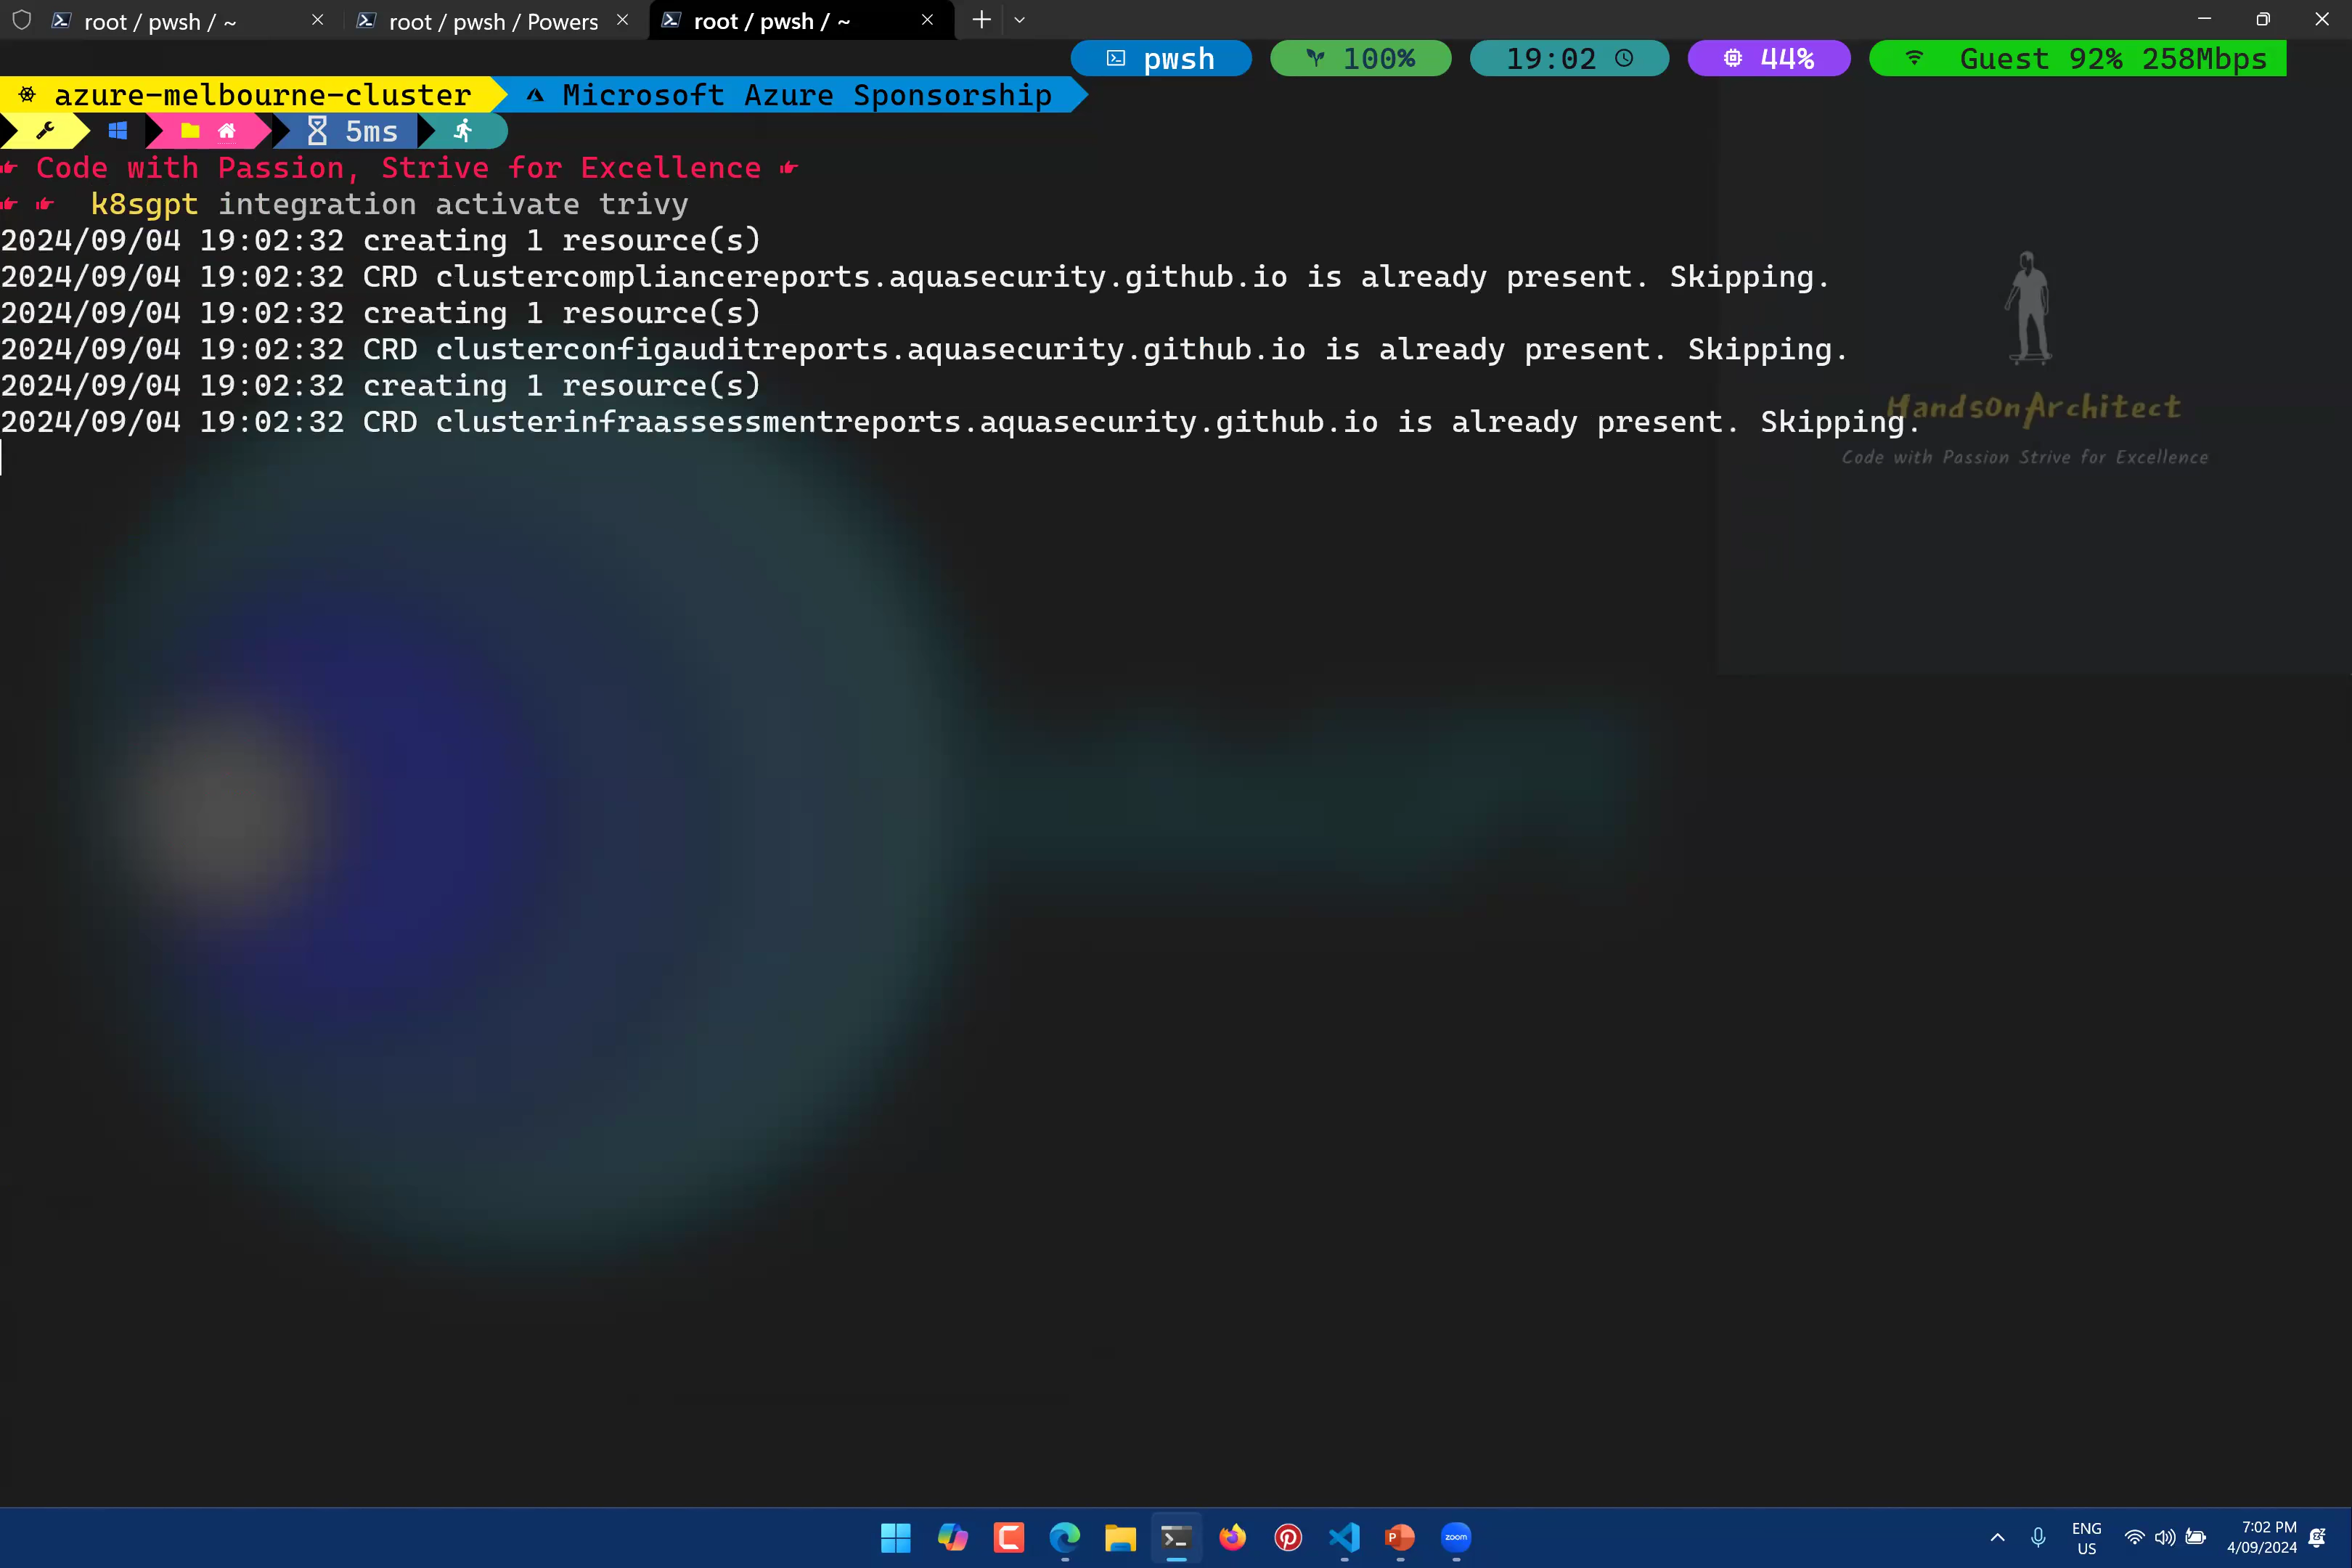 root / pwsh / ~
root / pwsh / Powers
root / pwsh / ~
pwsh
100%
19:02
44%
Guest 92% 258Mbps
azure-melbourne-cluster
Microsoft Azure Sponsorship
5ms
Code with Passion, Strive for Excellence
k8sgpt integration activate trivy
2024/09/04 19:02:32 creating 1 resource(s)
2024/09/04 19:02:32 CRD clustercompliancereports.aquasecurity.github.io is already present. Skipping.
2024/09/04 19:02:32 creating 1 resource(s)
2024/09/04 19:02:32 CRD clusterconfigauditreports.aquasecurity.github.io is already present. Skipping.
2024/09/04 19:02:32 creating 1 resource(s)
2024/09/04 19:02:32 CRD clusterinfraassessmentreports.aquasecurity.github.io is already present. Skipping.
HandsOnArchitect
Code with Passion Strive for Excellence
zoom
ENG
US
7:02 PM
4/09/2024